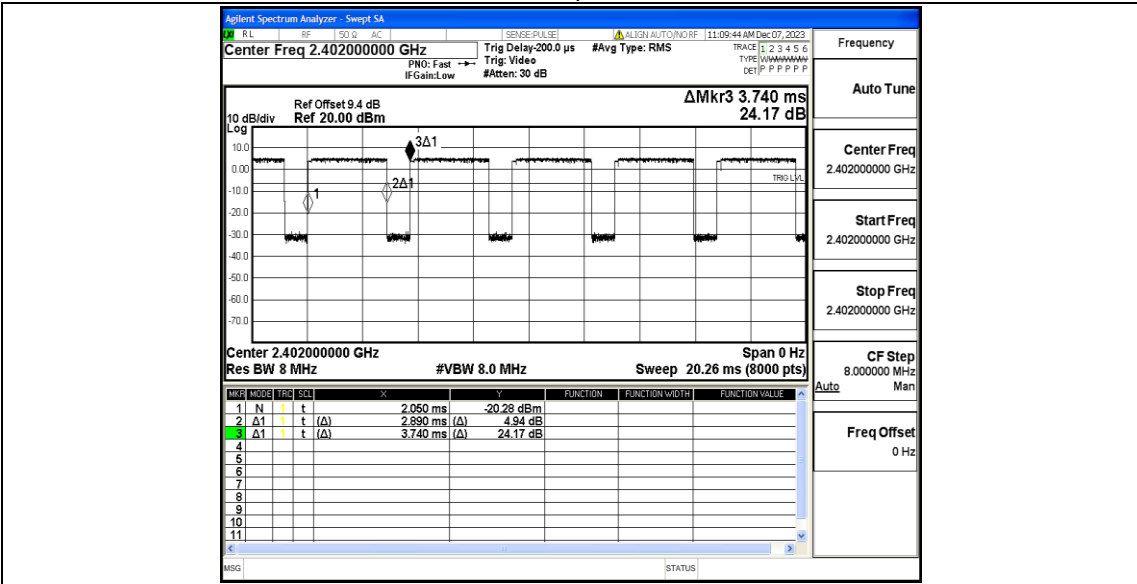 Agilent Spectrum Analyzer - Swept SA
LXI RL RF 50 Ω AC SENSE:PULSE ALIGN AUTO/NO RF 11:09:44 AM Dec 07, 2023
Center Freq 2.402000000 GHz Trig Delay-200.0 µs #Avg Type: RMS TRACE 1 2 3 4 5 6
PNO: Fast Trig: Video TYPE WWWWWW
IFGain:Low #Atten: 30 dB DET P P P P P P
Frequency
Auto Tune
Center Freq
2.402000000 GHz
Start Freq
2.402000000 GHz
Stop Freq
2.402000000 GHz
CF Step
8.000000 MHz
Auto Man
Freq Offset
0 Hz
ΔMkr3 3.740 ms
24.17 dB
Ref Offset 9.4 dB
10 dB/div Ref 20.00 dBm
Log
10.0
0.00
-10.0
-20.0
-30.0
-40.0
-50.0
-60.0
-70.0
3Δ1
2Δ1
1
TRIG LVL
Center 2.402000000 GHz Span 0 Hz
Res BW 8 MHz #VBW 8.0 MHz Sweep 20.26 ms (8000 pts)
MKR MODE TRC SCL X Y FUNCTION FUNCTION WIDTH FUNCTION VALUE
1 N 1 t 2.050 ms -20.28 dBm
2 Δ1 1 t (Δ) 2.890 ms (Δ) 4.94 dB
3 Δ1 1 t (Δ) 3.740 ms (Δ) 24.17 dB
4
5
6
7
8
9
10
11
MSG STATUS